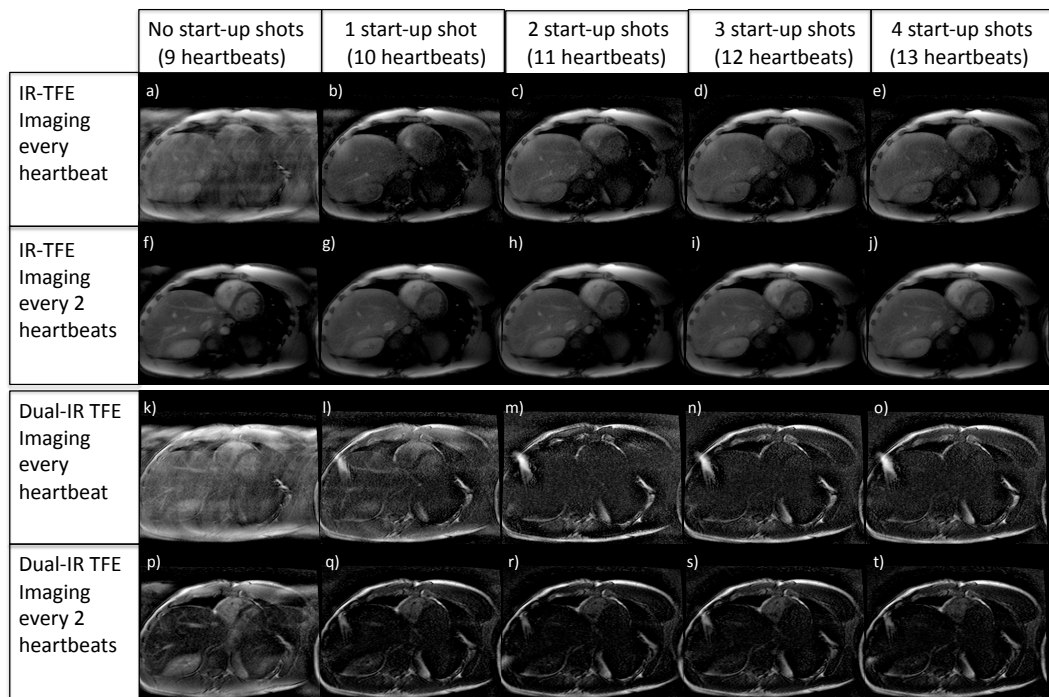 No start-up shots
(9 heartbeats)
1 start-up shot
(10 heartbeats)
2 start-up shots
(11 heartbeats)
3 start-up shots
(12 heartbeats)
4 start-up shots
(13 heartbeats)
IR-TFE
Imaging
every
heartbeat
a)
b)
c)
d)
e)
IR-TFE
Imaging
every 2
heartbeats
f)
g)
h)
i)
j)
Dual-IR TFE
Imaging
every
heartbeat
k)
l)
m)
n)
o)
Dual-IR TFE
Imaging
every 2
heartbeats
p)
q)
r)
s)
t)